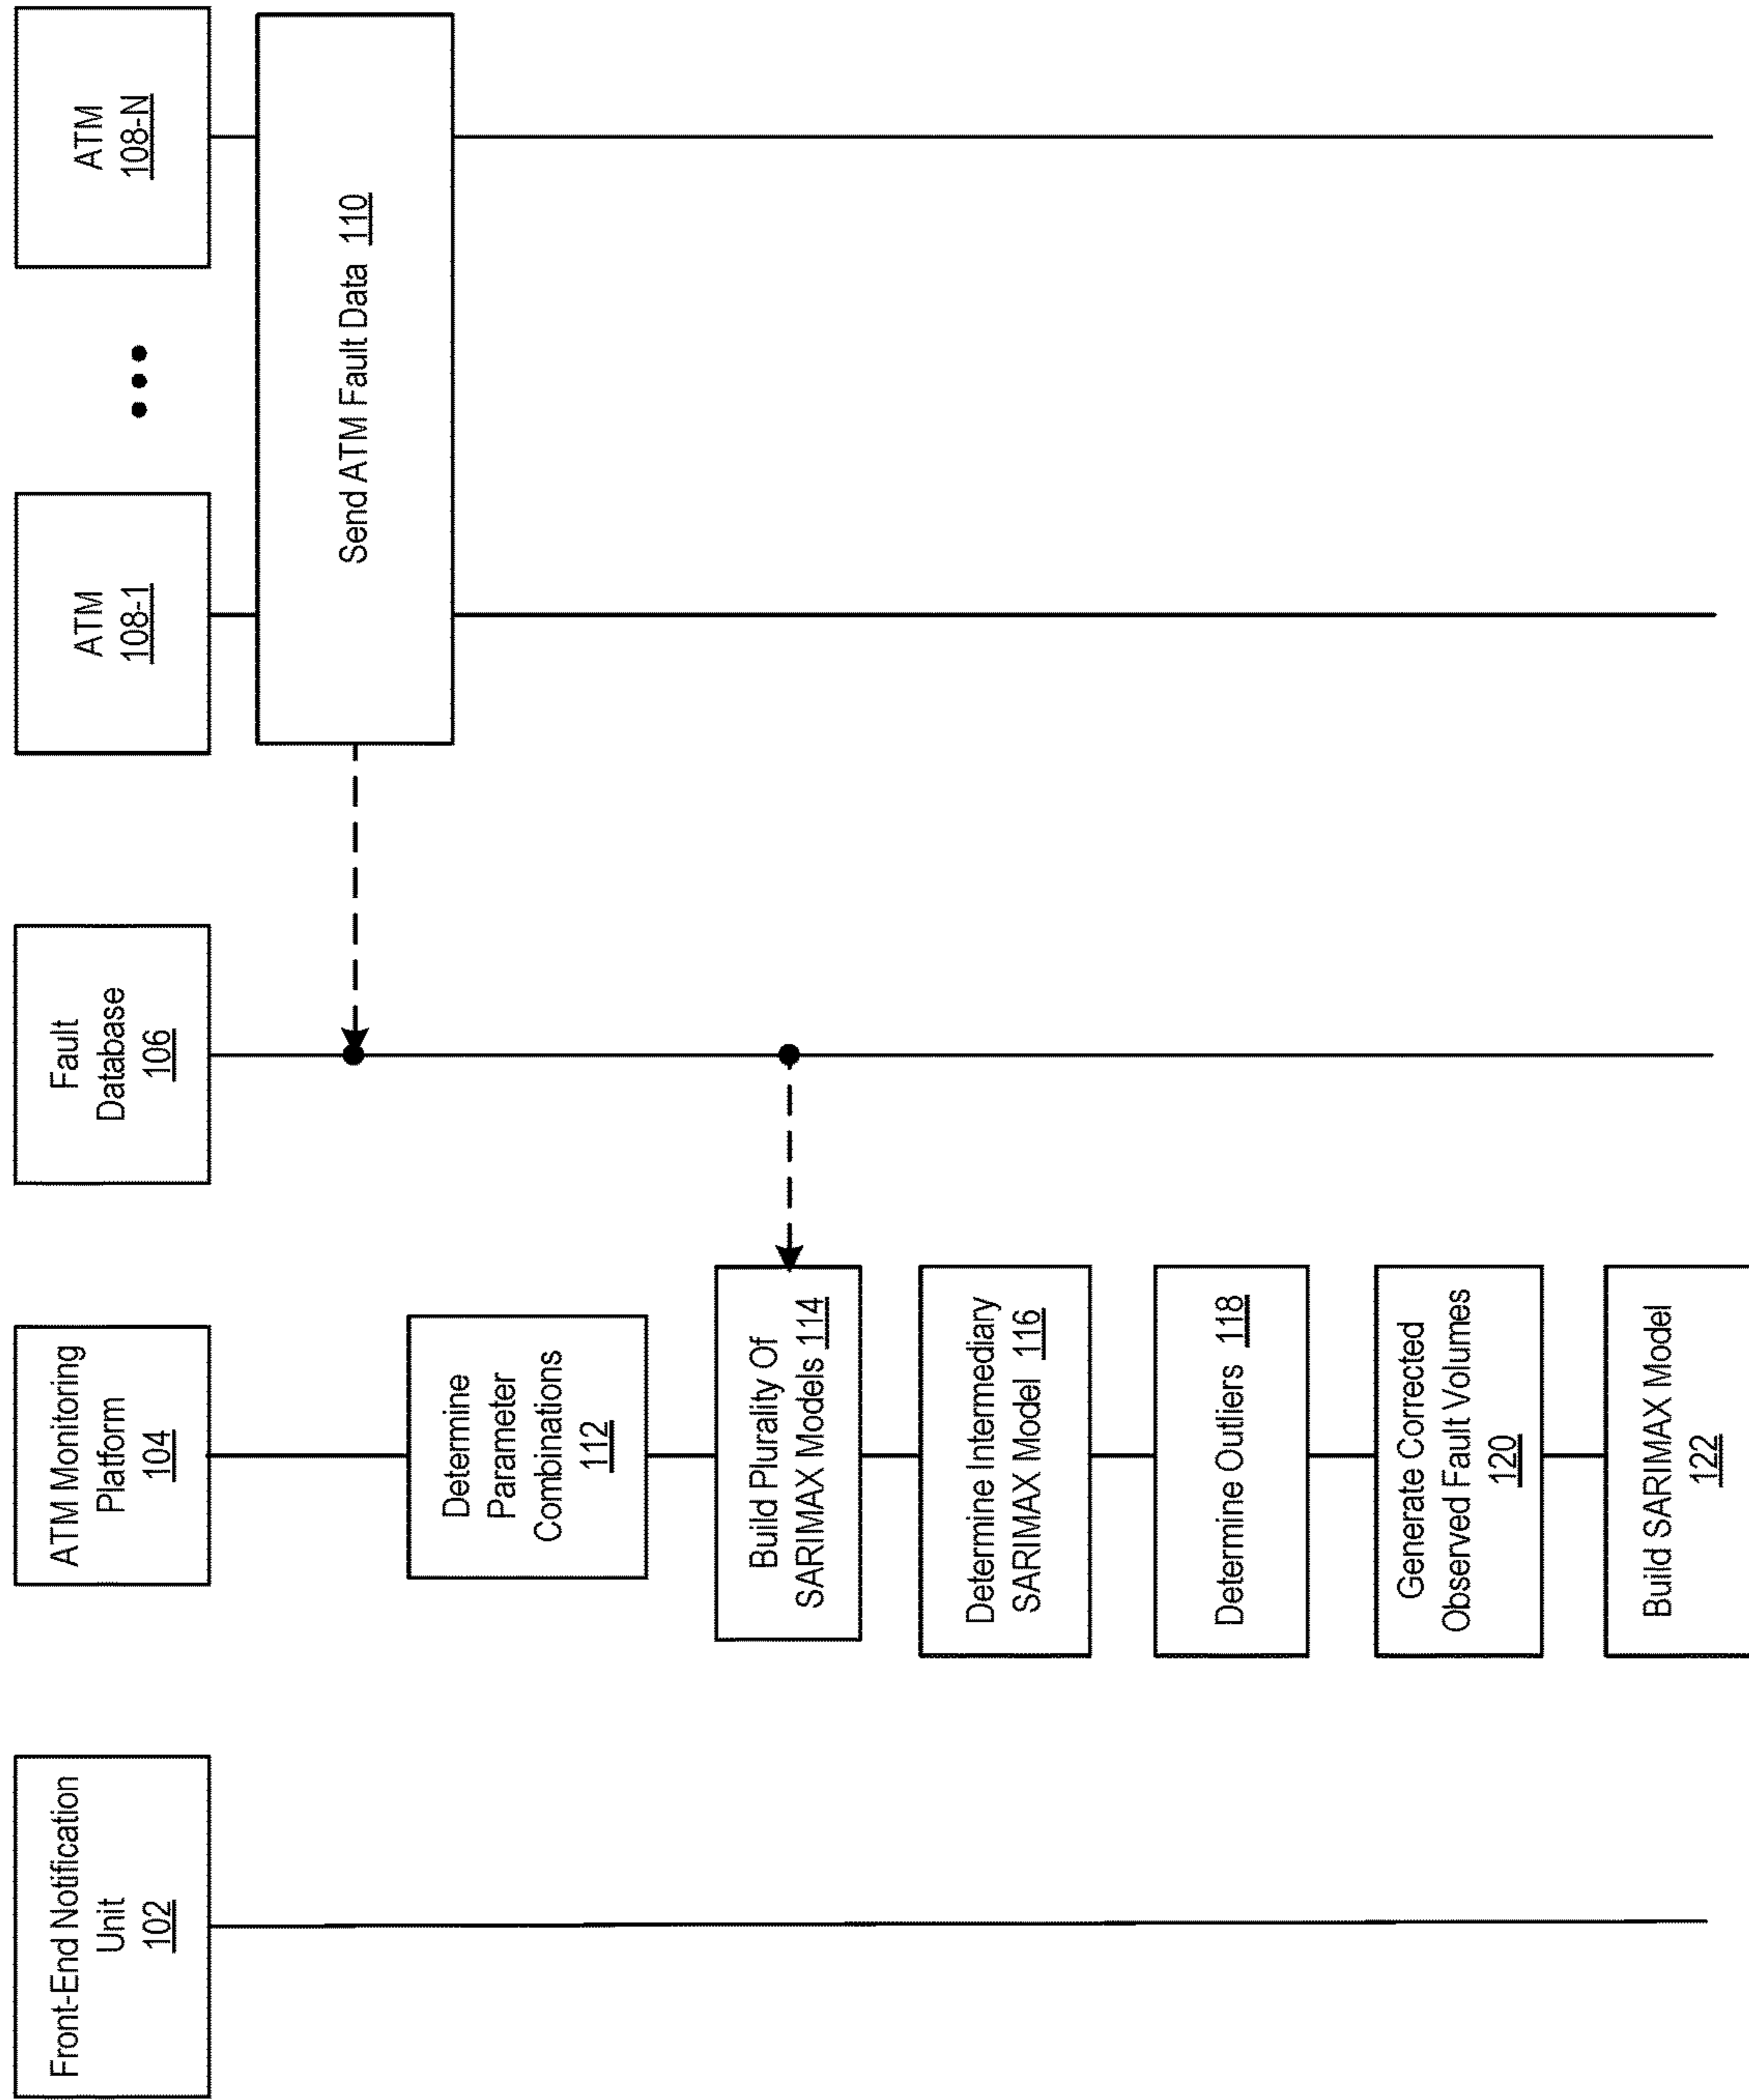 Front-End Notification
Unit
102
ATM Monitoring
Platform
104
Fault
Database
106
ATM
108-1
ATM
108-N
Send ATM Fault Data 110
Determine
Parameter
Combinations
112
Build Plurality Of
SARIMAX Models 114
Determine Intermediary
SARIMAX Model 116
Determine Outliers 118
Generate Corrected
Observed Fault Volumes
120
Build SARIMAX Model
122